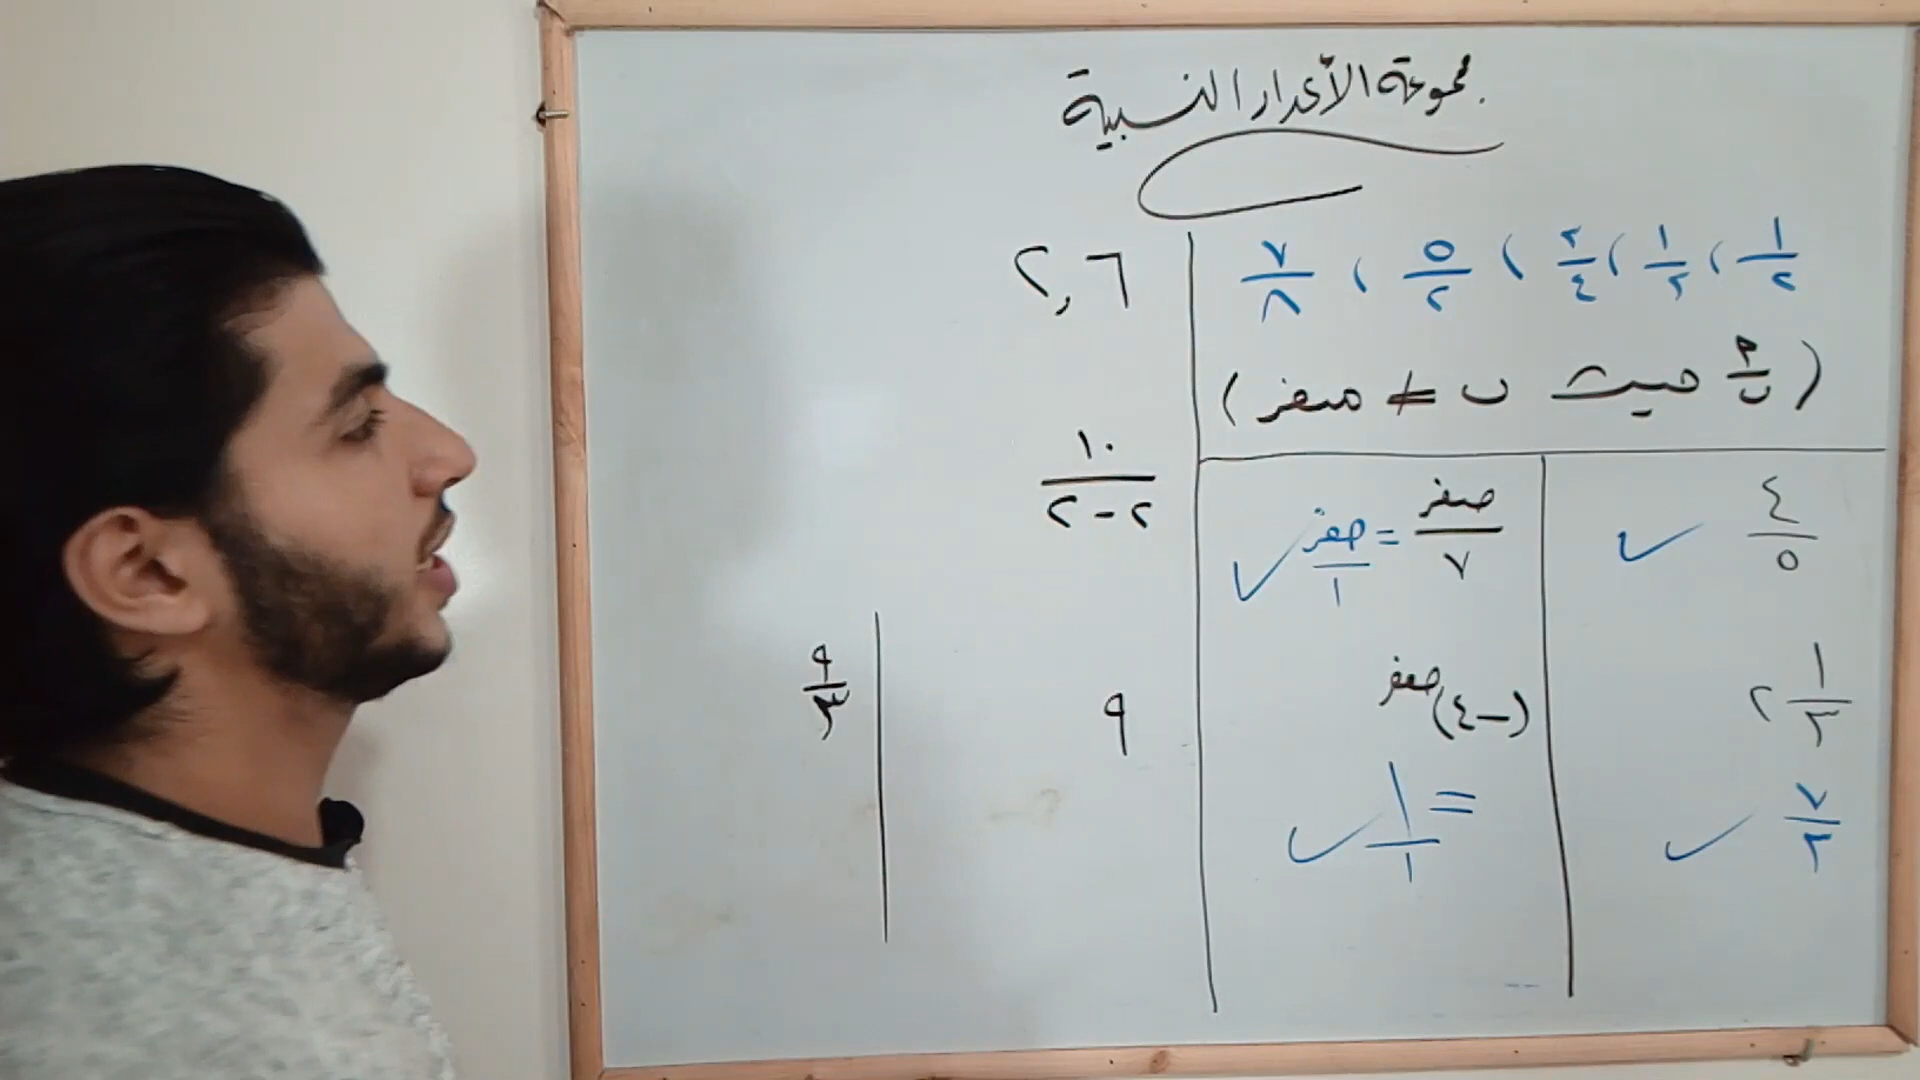 مجموعة الأعداد النسبية
١/٢ ، ١/٣ ، ٣/٤ ، ٥/٢ ، ٧/٨
(م/ن حيث ن ≠ صفر)
٢,٦
١٠/(٢-٢)
٩
٩/٣
٤/٥ ✓
٢ ١/٣
٧/٣ ✓
صفر/٧ = صفر/١ ✓
(-٤)^صفر
= ١/١ ✓